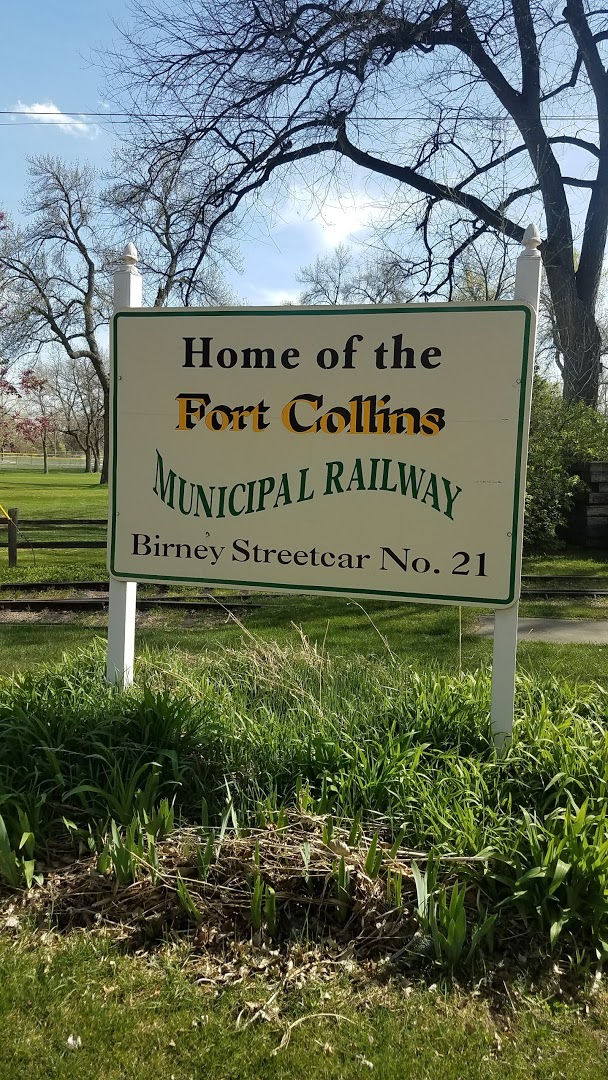 Home of the
Fort Collins
MUNICIPAL RAILWAY
Birney Streetcar No. 21